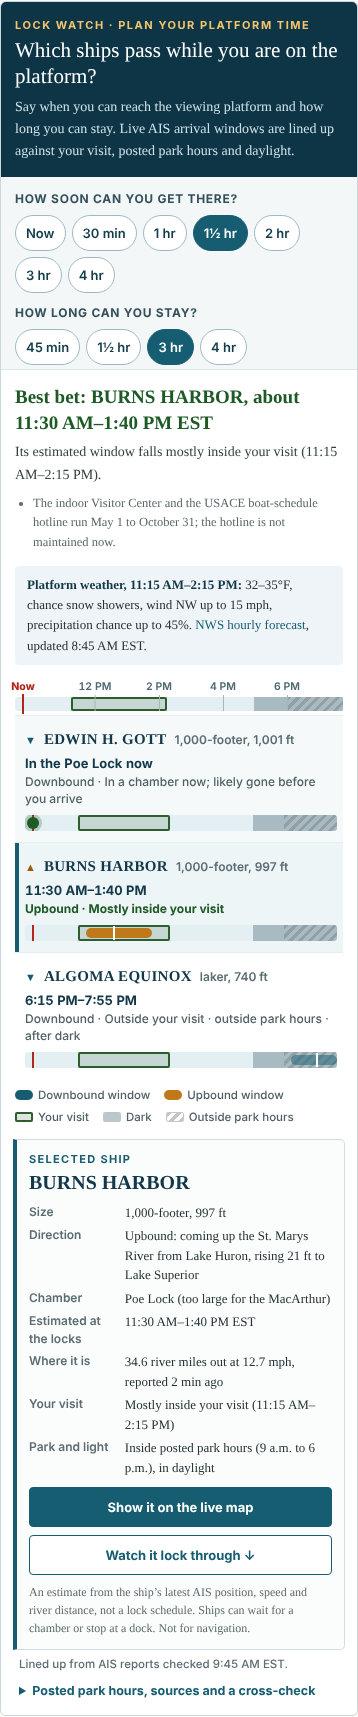 LOCK WATCH · PLAN YOUR PLATFORM TIME
Which ships pass while you are on the
platform?
Say when you can reach the viewing platform and how
long you can stay. Live AIS arrival windows are lined up
against your visit, posted park hours and daylight.
HOW SOON CAN YOU GET THERE?
Now 30 min 1 hr 1½ hr 2 hr
3 hr 4 hr
HOW LONG CAN YOU STAY?
45 min 1½ hr 3 hr 4 hr
Best bet: BURNS HARBOR, about
11:30 AM–1:40 PM EST
Its estimated window falls mostly inside your visit (11:15
AM–2:15 PM).
• The indoor Visitor Center and the USACE boat-schedule
hotline run May 1 to October 31; the hotline is not
maintained now.
Platform weather, 11:15 AM–2:15 PM: 32–35°F,
chance snow showers, wind NW up to 15 mph,
precipitation chance up to 45%. NWS hourly forecast,
updated 8:45 AM EST.
Now 12 PM 2 PM 4 PM 6 PM
▼ EDWIN H. GOTT 1,000-footer, 1,001 ft
In the Poe Lock now
Downbound · In a chamber now; likely gone before
you arrive
▲ BURNS HARBOR 1,000-footer, 997 ft
11:30 AM–1:40 PM
Upbound · Mostly inside your visit
▼ ALGOMA EQUINOX laker, 740 ft
6:15 PM–7:55 PM
Downbound · Outside your visit · outside park hours ·
after dark
Downbound window Upbound window
Your visit Dark Outside park hours
SELECTED SHIP
BURNS HARBOR
Size 1,000-footer, 997 ft
Direction Upbound: coming up the St. Marys
River from Lake Huron, rising 21 ft to
Lake Superior
Chamber Poe Lock (too large for the MacArthur)
Estimated at 11:30 AM–1:40 PM EST
the locks
Where it is 34.6 river miles out at 12.7 mph,
reported 2 min ago
Your visit Mostly inside your visit (11:15 AM–
2:15 PM)
Park and light Inside posted park hours (9 a.m. to 6
p.m.), in daylight
Show it on the live map
Watch it lock through ↓
An estimate from the ship's latest AIS position, speed and
river distance, not a lock schedule. Ships can wait for a
chamber or stop at a dock. Not for navigation.
Lined up from AIS reports checked 9:45 AM EST.
▶ Posted park hours, sources and a cross-check